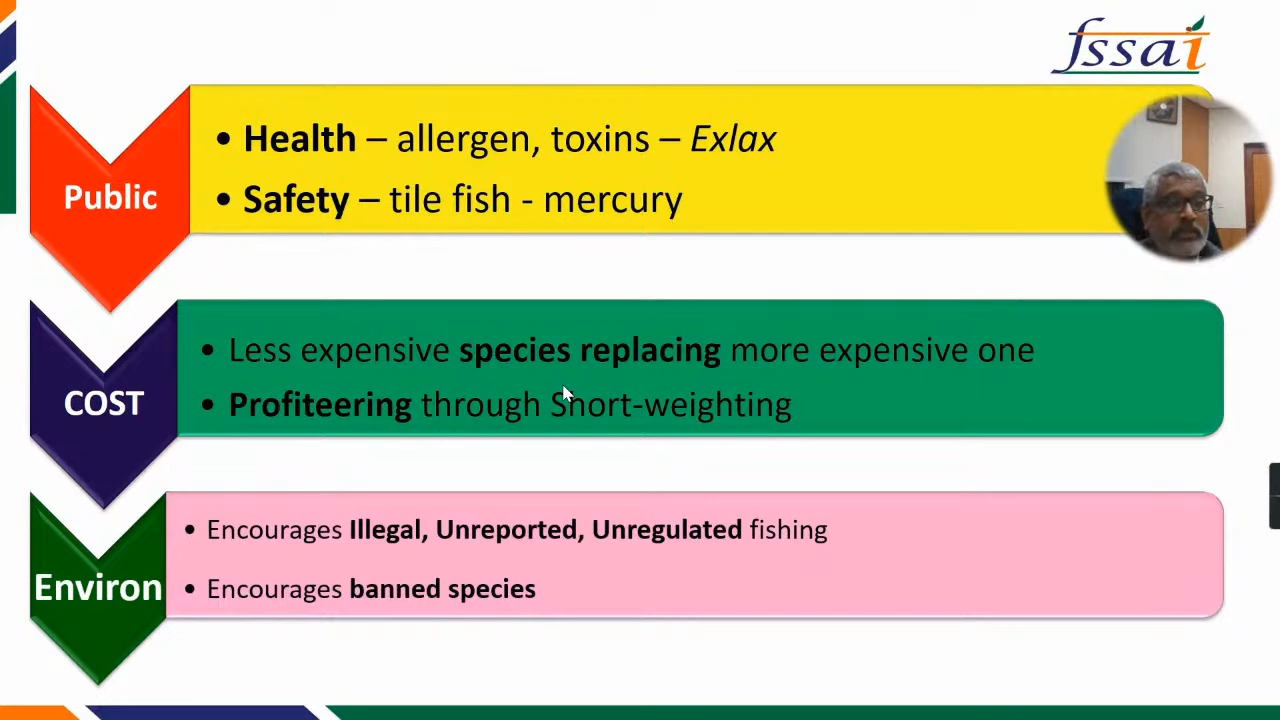 fssai
Public
• Health – allergen, toxins – Exlax
• Safety – tile fish - mercury
COST
• Less expensive species replacing more expensive one
• Profiteering through Short-weighting
Environ
• Encourages Illegal, Unreported, Unregulated fishing
• Encourages banned species